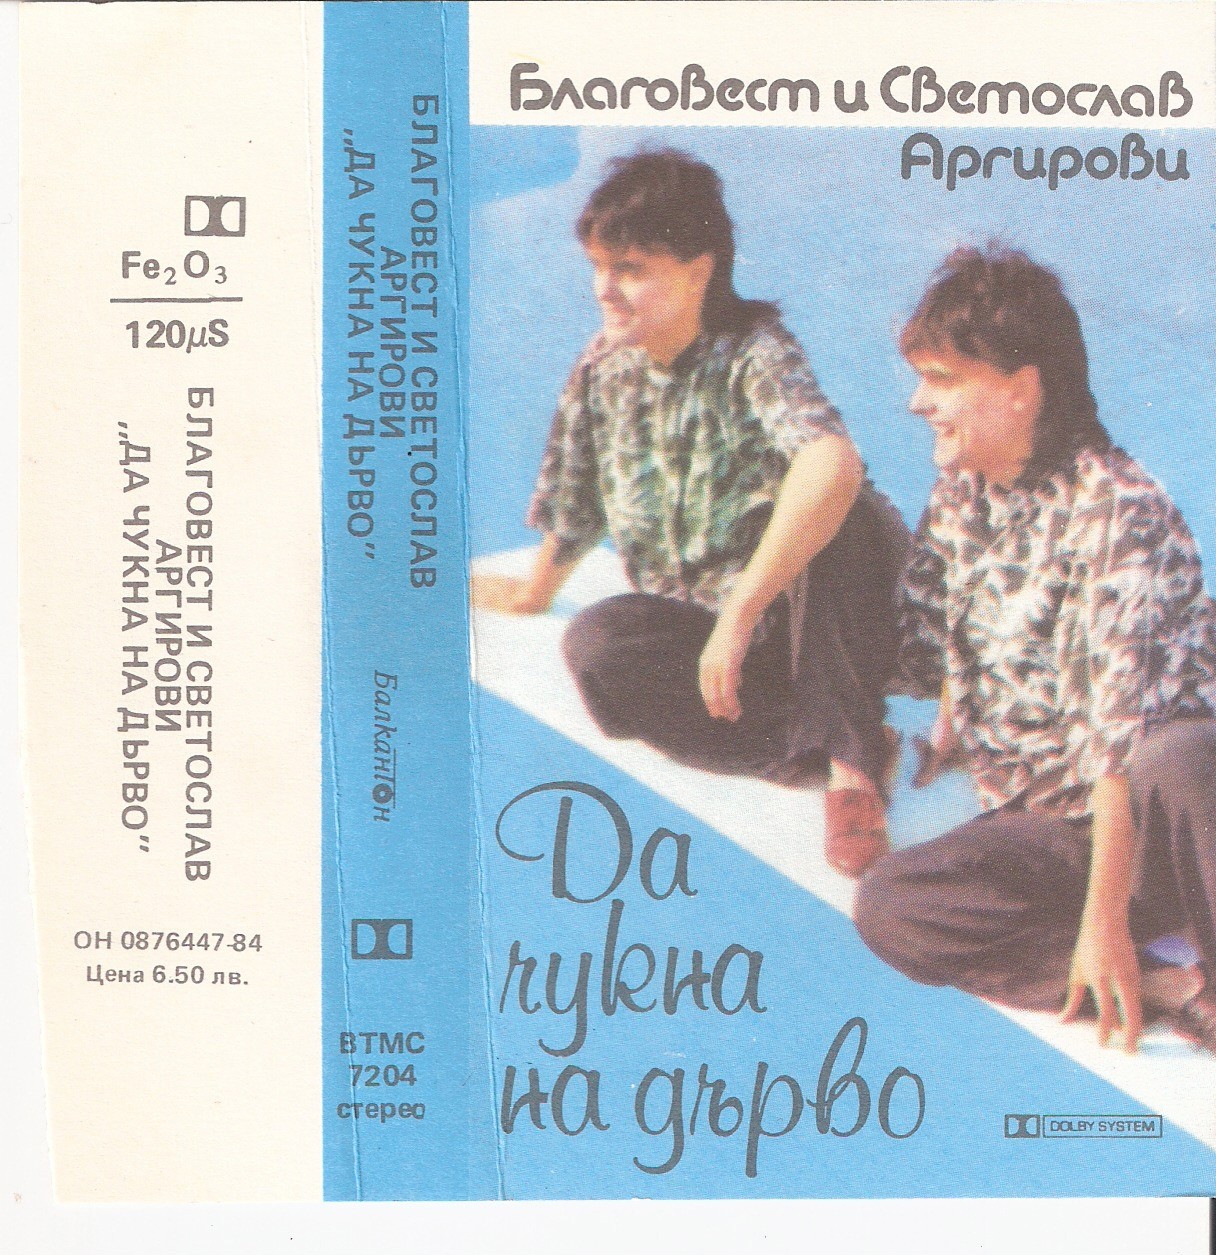 Fe₂O₃
120μS
БЛАГОВЕСТ И СВЕТОСЛАВ
АРГИРОВИ
„ДА ЧУКНА НА ДЪРВО”
ОН 0876447-84
Цена 6.50 лв.
БЛАГОВЕСТ И СВЕТОСЛАВ
АРГИРОВИ
„ДА ЧУКНА НА ДЪРВО”
Балкантон
ВТМС
7204
стерео
Благовест и Светослав
Аргирови
Да
чукна
на дърво
DOLBY SYSTEM